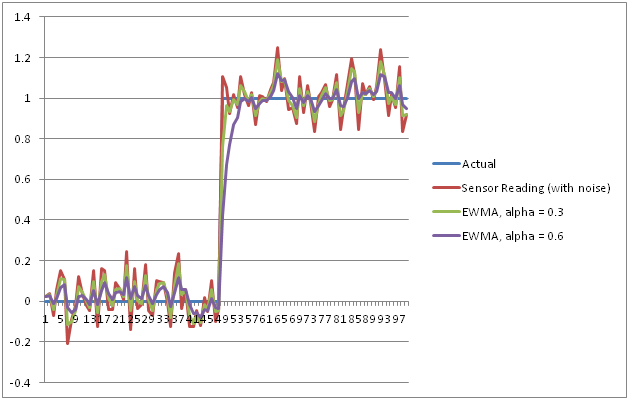 1.4
1.2
1
0.8
0.6
0.4
0.2
0
-0.2
-0.4
1 5 9 13 17 21 25 29 33 37 41 45 49 53 57 61 65 69 73 77 81 85 89 93 97
Actual
Sensor Reading (with noise)
EWMA, alpha = 0.3
EWMA, alpha = 0.6